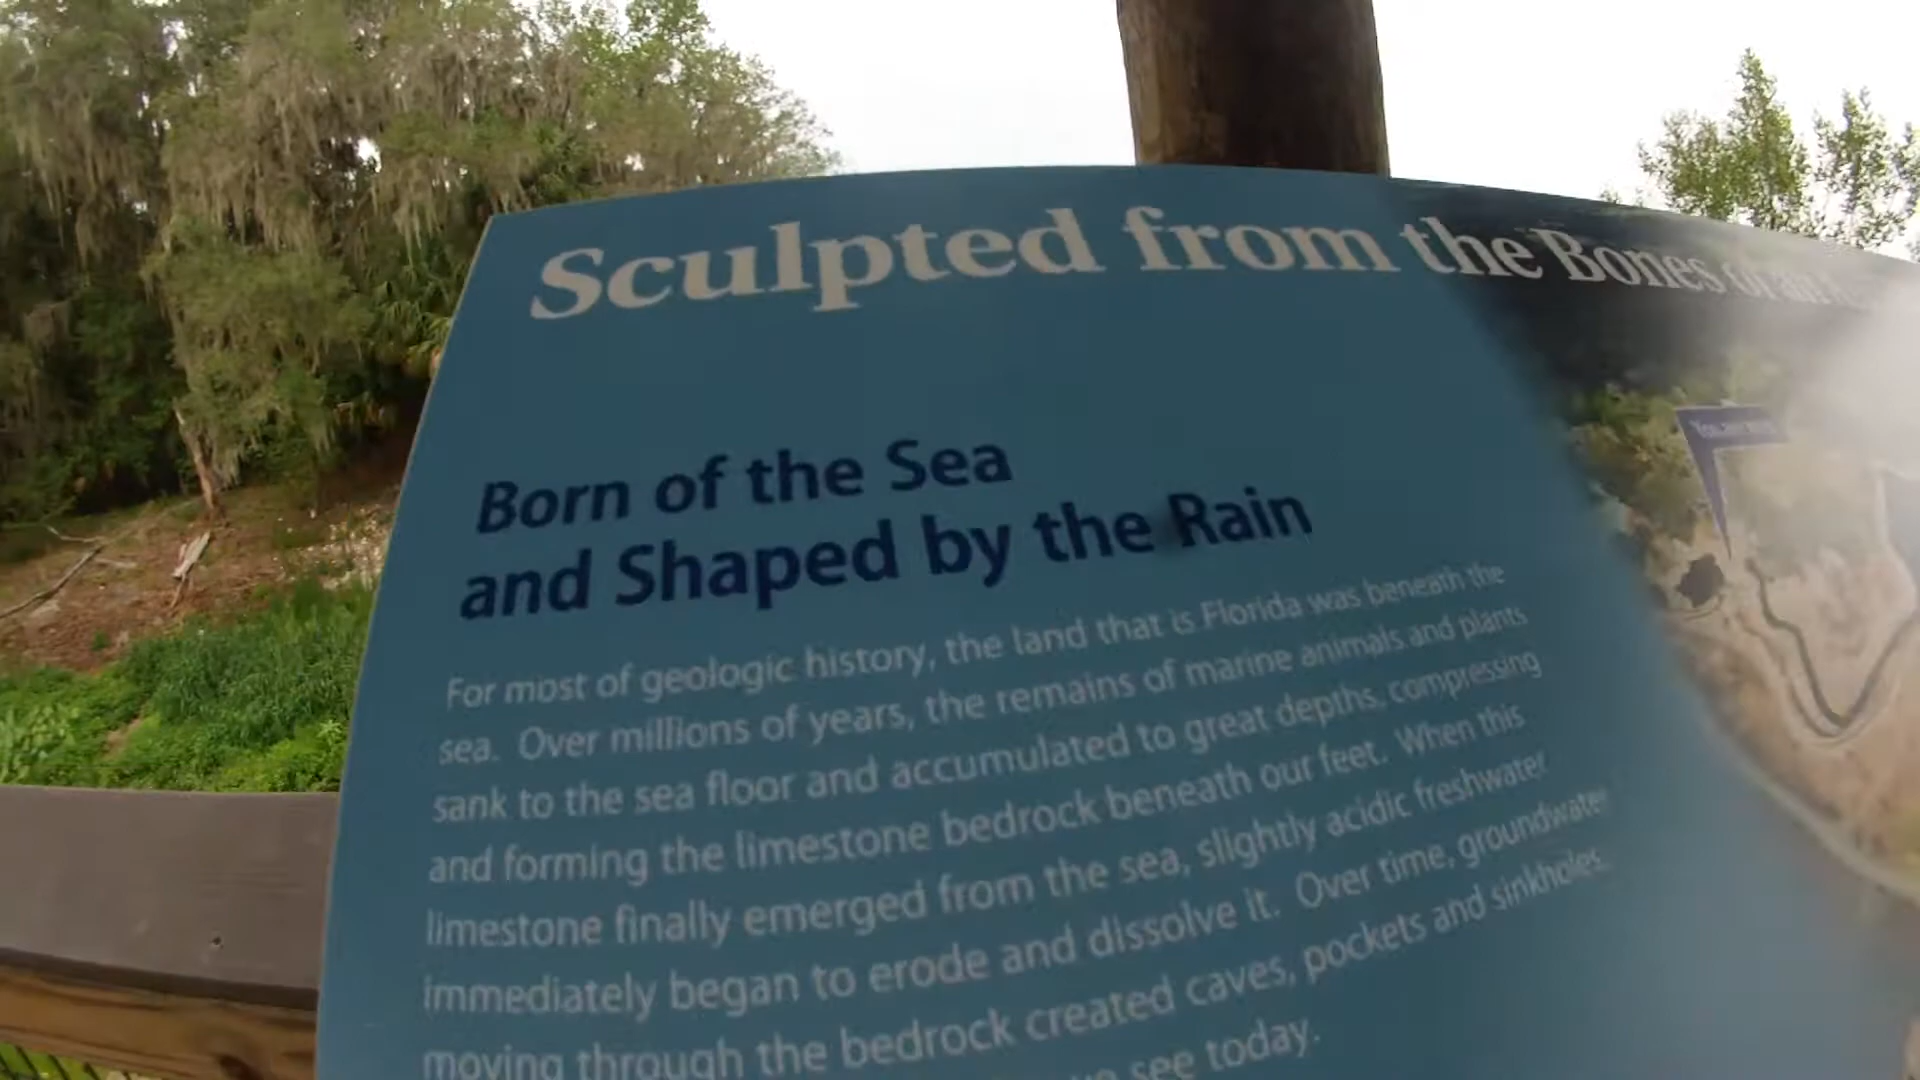 Sculpted from the Bones of an
Born of the Sea
and Shaped by the Rain
You are
For most of geologic history, the land that is Florida was beneath the
sea. Over millions of years, the remains of marine animals and plants
sank to the sea floor and accumulated to great depths, compressing
and forming the limestone bedrock beneath our feet. When this
limestone finally emerged from the sea, slightly acidic freshwater
immediately began to erode and dissolve it. Over time, groundwater
moving through the bedrock created caves, pockets and sinkholes.
see today.